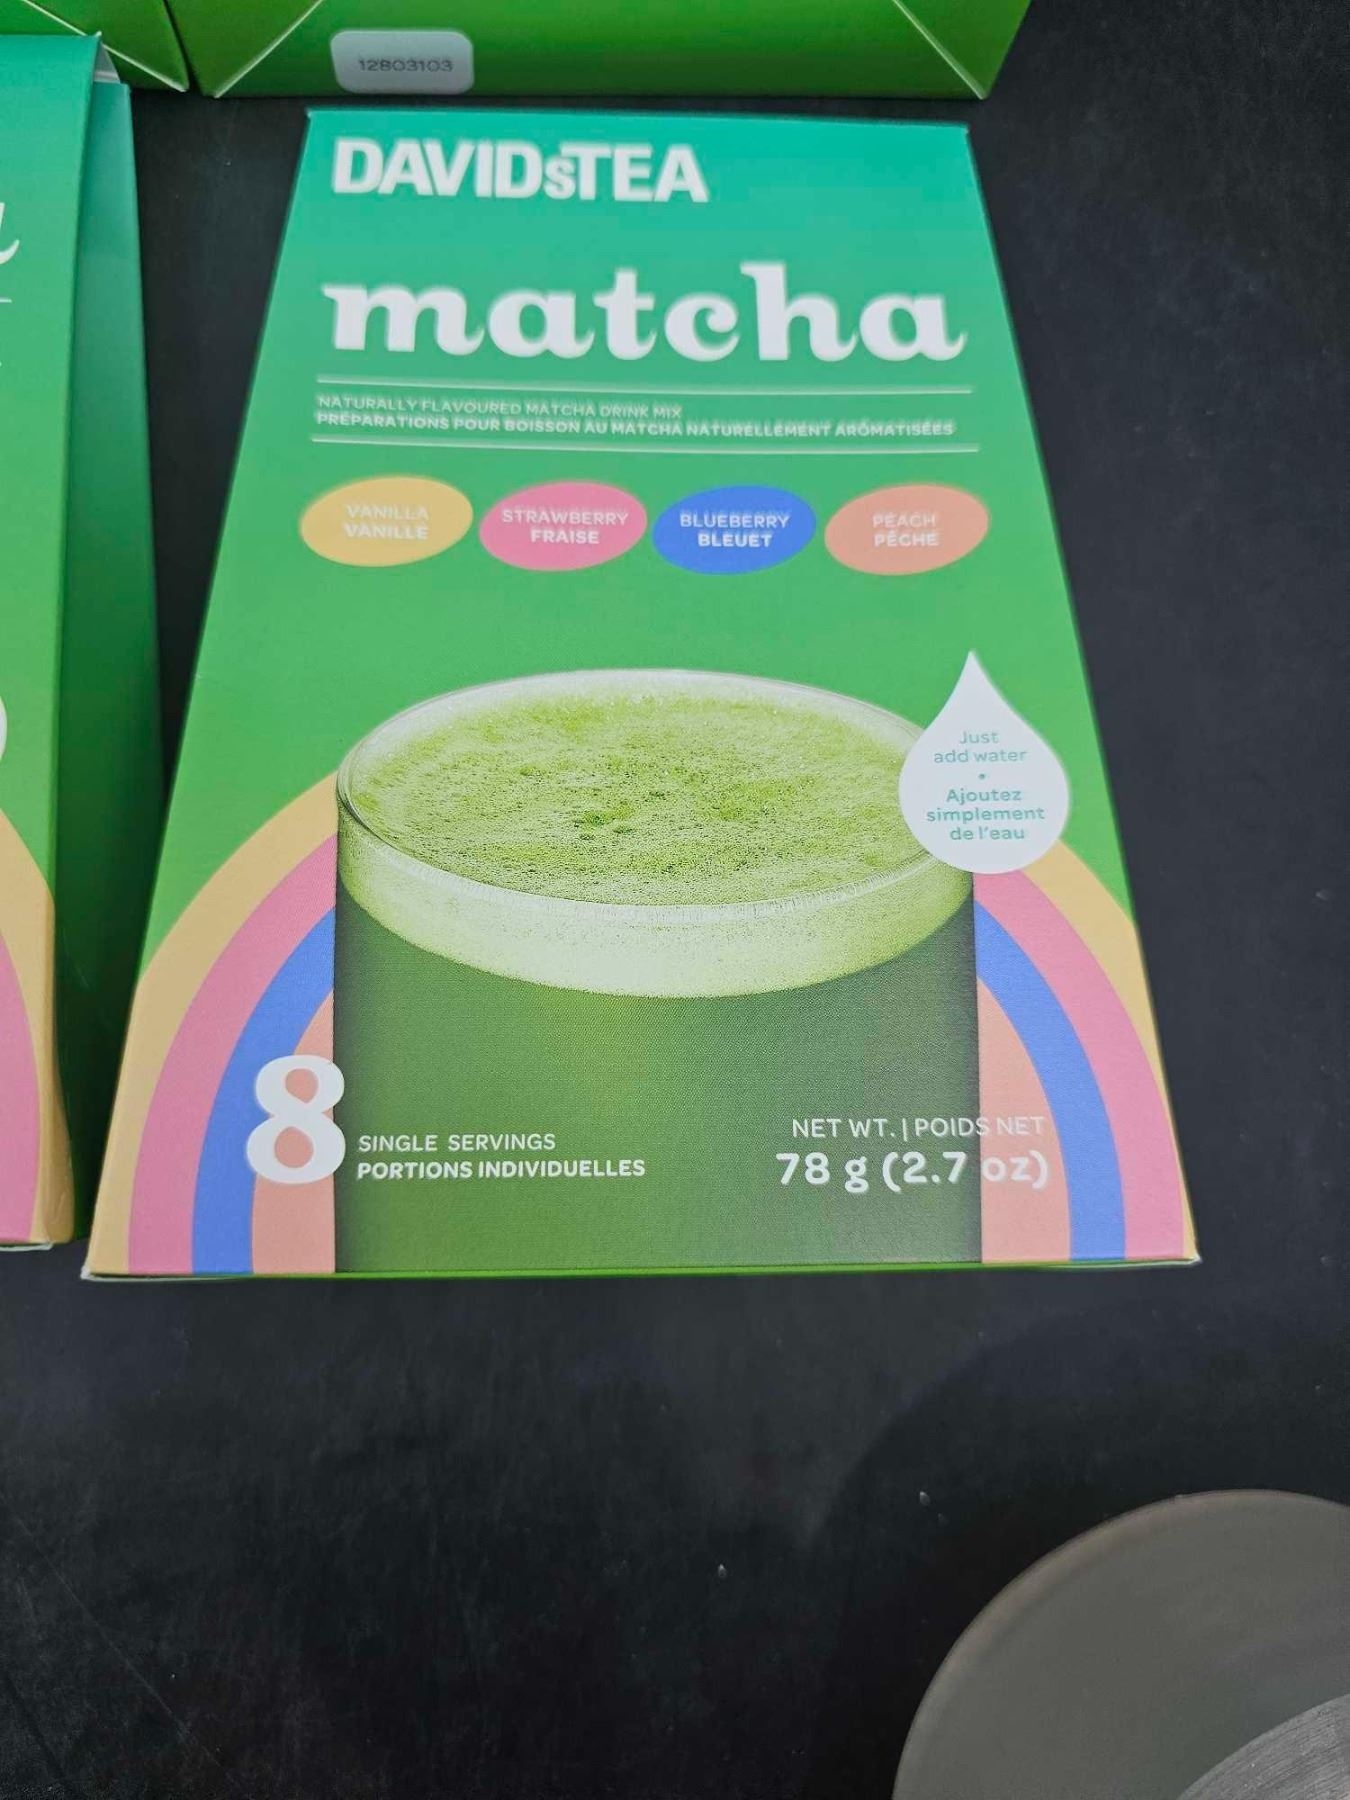 12803103
DAVIDsTEA
matcha
NATURALLY FLAVOURED MATCHA DRINK MIX
PRÉPARATIONS POUR BOISSON AU MATCHA NATURELLEMENT ARÔMATISÉES
VANILLA
VANILLE
STRAWBERRY
FRAISE
BLUEBERRY
BLEUET
PEACH
PÊCHE
Just
add water
•
Ajoutez
simplement
de l'eau
8
SINGLE SERVINGS
PORTIONS INDIVIDUELLES
NET WT. | POIDS NET
78 g (2.7 oz)